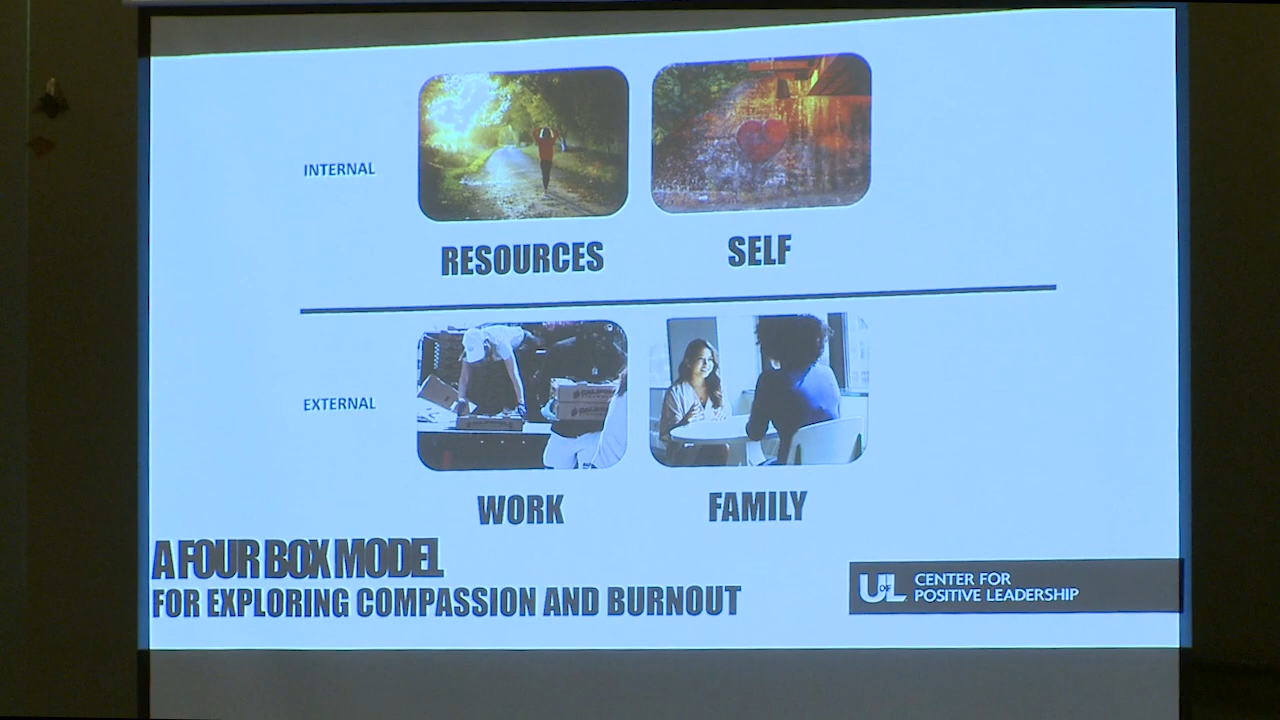 INTERNAL
RESOURCES
SELF
EXTERNAL
WORK
FAMILY
A FOUR BOX MODEL
FOR EXPLORING COMPASSION AND BURNOUT
UOFL
CENTER FOR
POSITIVE LEADERSHIP